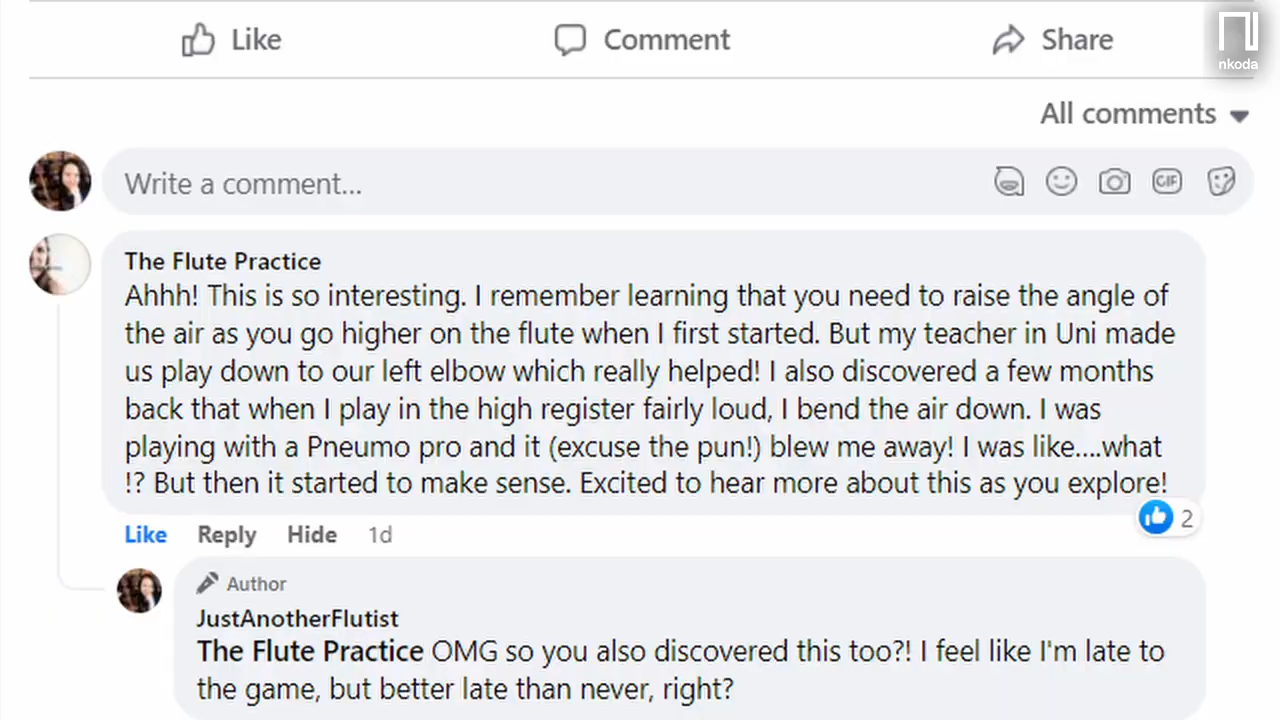 Like
Comment
Share
nkoda
All comments
Write a comment...
GIF
The Flute Practice
Ahhh! This is so interesting. I remember learning that you need to raise the angle of
the air as you go higher on the flute when I first started. But my teacher in Uni made
us play down to our left elbow which really helped! I also discovered a few months
back that when I play in the high register fairly loud, I bend the air down. I was
playing with a Pneumo pro and it (excuse the pun!) blew me away! I was like....what
!? But then it started to make sense. Excited to hear more about this as you explore!
Like Reply Hide 1d
2
Author
JustAnotherFlutist
The Flute Practice OMG so you also discovered this too?! I feel like I'm late to
the game, but better late than never, right?